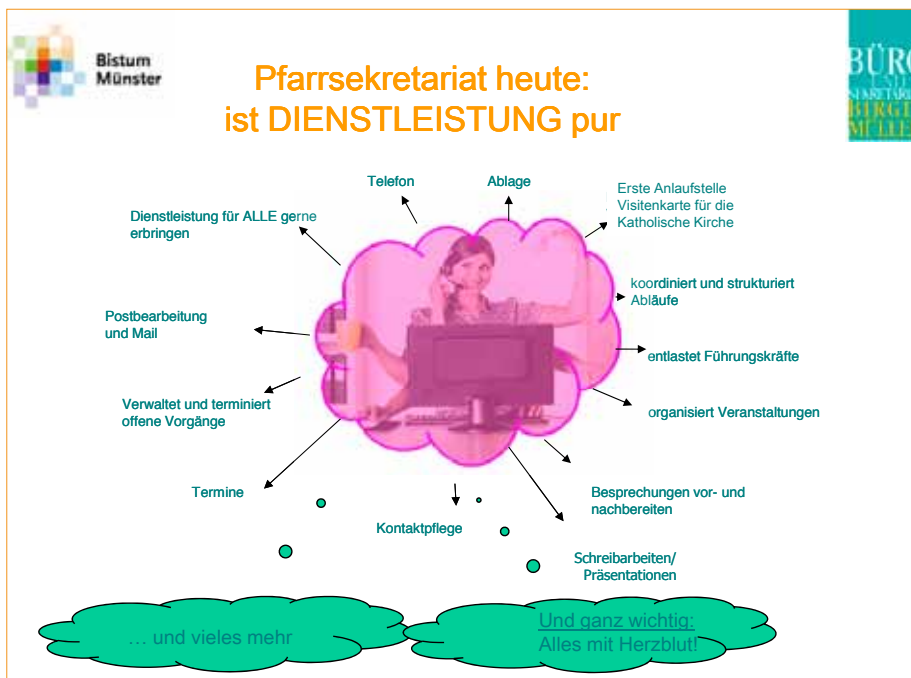 Bistum
Münster
Pfarrsekretariat heute:
ist DIENSTLEISTUNG pur
Telefon
Ablage
Erste Anlaufstelle
Visitenkarte für die
Katholische Kirche
Dienstleistung für ALLE gerne
erbringen
koordiniert und strukturiert
Abläufe
Postbearbeitung
und Mail
entlastet Führungskräfte
Verwaltet und terminiert
offene Vorgänge
organisiert Veranstaltungen
Termine
Besprechungen vor- und
nachbereiten
Kontaktpflege
Schreibarbeiten/
Präsentationen
… und vieles mehr
Und ganz wichtig:
Alles mit Herzblut!